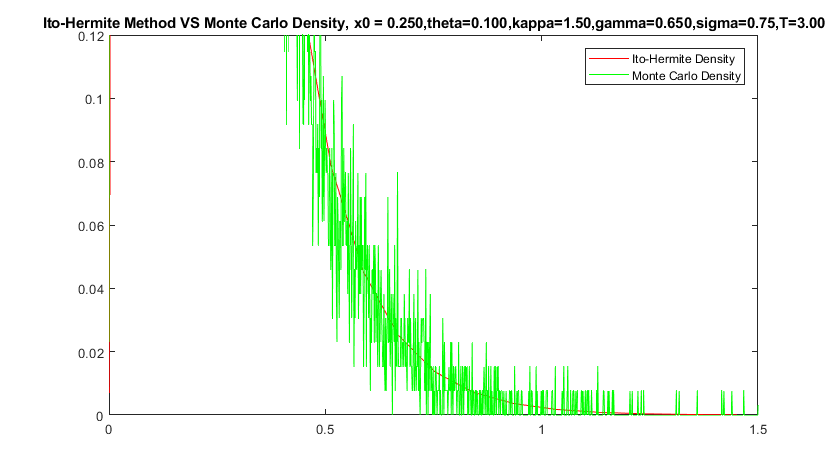 Ito-Hermite Method VS Monte Carlo Density, x0 = 0.250,theta=0.100,kappa=1.50,gamma=0.650,sigma=0.75,T=3.00
Ito-Hermite Density
Monte Carlo Density
0.12
0.1
0.08
0.06
0.04
0.02
0
0 0.5 1 1.5